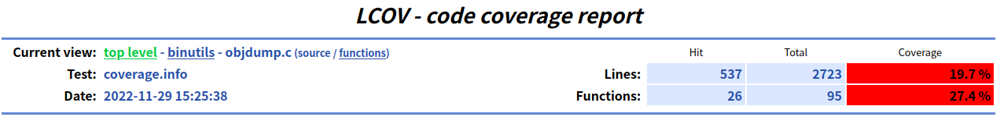 LCOV - code coverage report
Current view: top level - binutils - objdump.c (source / functions) Hit Total Coverage
Test: coverage.info Lines: 537 2723 19.7 %
Date: 2022-11-29 15:25:38 Functions: 26 95 27.4 %